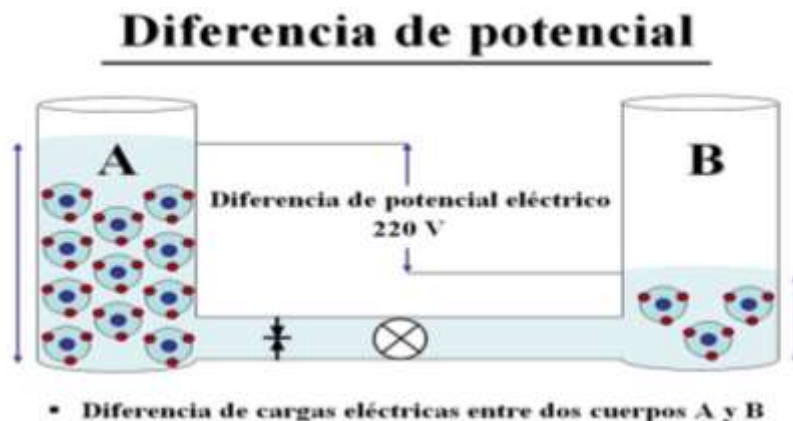 Diferencia de potencial
A
B
Diferencia de potencial eléctrico
220 V
▪ Diferencia de cargas eléctricas entre dos cuerpos A y B